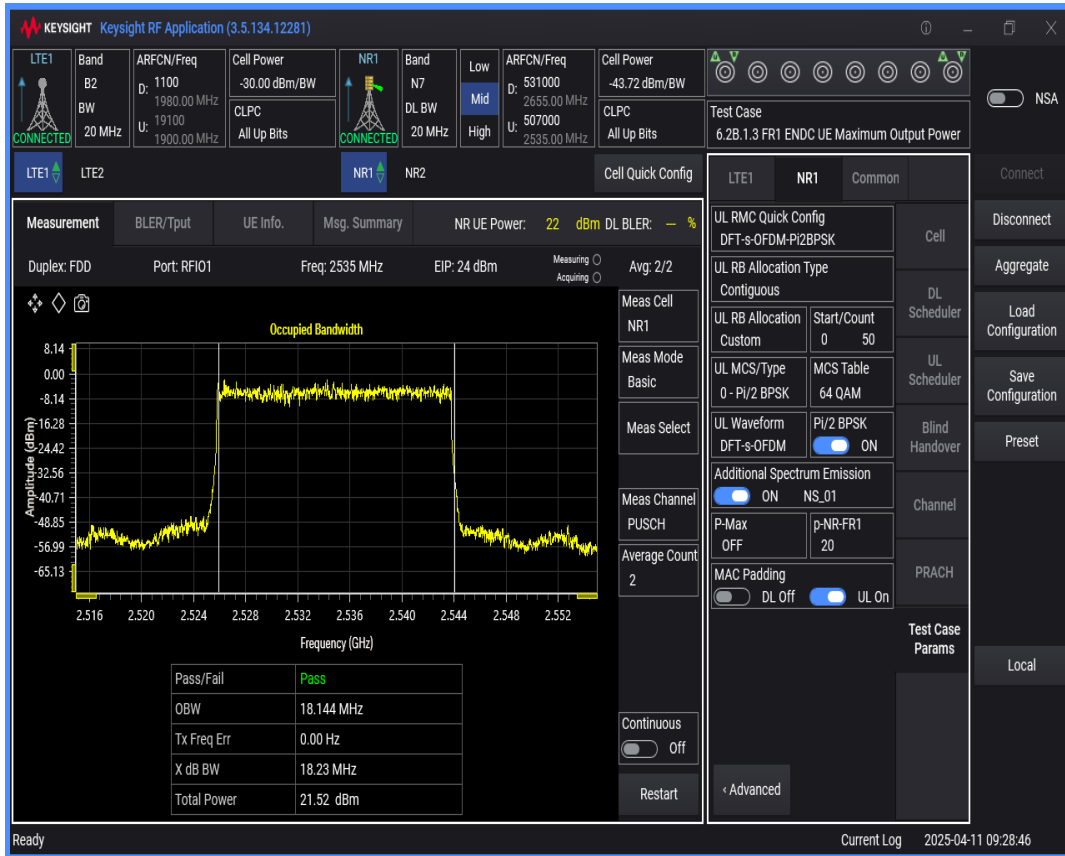 KEYSIGHT Keysight RF Application (3.5.134.12281)
LTE1 Band ARFCN/Freq Cell Power NR1 Band Low ARFCN/Freq Cell Power
B2 D: 1100 -30.00 dBm/BW N7 D: 531000 -43.72 dBm/BW
BW 1980.00 MHz CLPC DL BW Mid 2655.00 MHz CLPC
CONNECTED 20 MHz U: 19100 All Up Bits CONNECTED 20 MHz High U: 507000 All Up Bits
1900.00 MHz 2535.00 MHz
Test Case
6.2B.1.3 FR1 ENDC UE Maximum Output Power
NSA
LTE1 LTE2 NR1 NR2 Cell Quick Config
LTE1 NR1 Common
Connect
Disconnect
Aggregate
Load
Configuration
Save
Configuration
Preset
Local
Measurement BLER/Tput UE Info. Msg. Summary NR UE Power: 22 dBm DL BLER: — %
Duplex: FDD Port: RFIO1 Freq: 2535 MHz EIP: 24 dBm Measuring Avg: 2/2
Acquiring
Occupied Bandwidth
Amplitude (dBm)
8.14
0.00
-8.14
-16.28
-24.42
-32.56
-40.71
-48.85
-56.99
-65.13
2.516 2.520 2.524 2.528 2.532 2.536 2.540 2.544 2.548 2.552
Frequency (GHz)
Pass/Fail Pass
OBW 18.144 MHz
Tx Freq Err 0.00 Hz
X dB BW 18.23 MHz
Total Power 21.52 dBm
Meas Cell
NR1
Meas Mode
Basic
Meas Select
Meas Channel
PUSCH
Average Count
2
Continuous
Off
Restart
UL RMC Quick Config
DFT-s-OFDM-Pi2BPSK
UL RB Allocation Type
Contiguous
UL RB Allocation Start/Count
Custom 0 50
UL MCS/Type MCS Table
0 - Pi/2 BPSK 64 QAM
UL Waveform Pi/2 BPSK
DFT-s-OFDM ON
Additional Spectrum Emission
ON NS_01
P-Max p-NR-FR1
OFF 20
MAC Padding
DL Off UL On
‹ Advanced
Cell
DL
Scheduler
UL
Scheduler
Blind
Handover
Channel
PRACH
Test Case
Params
Ready Current Log 2025-04-11 09:28:46